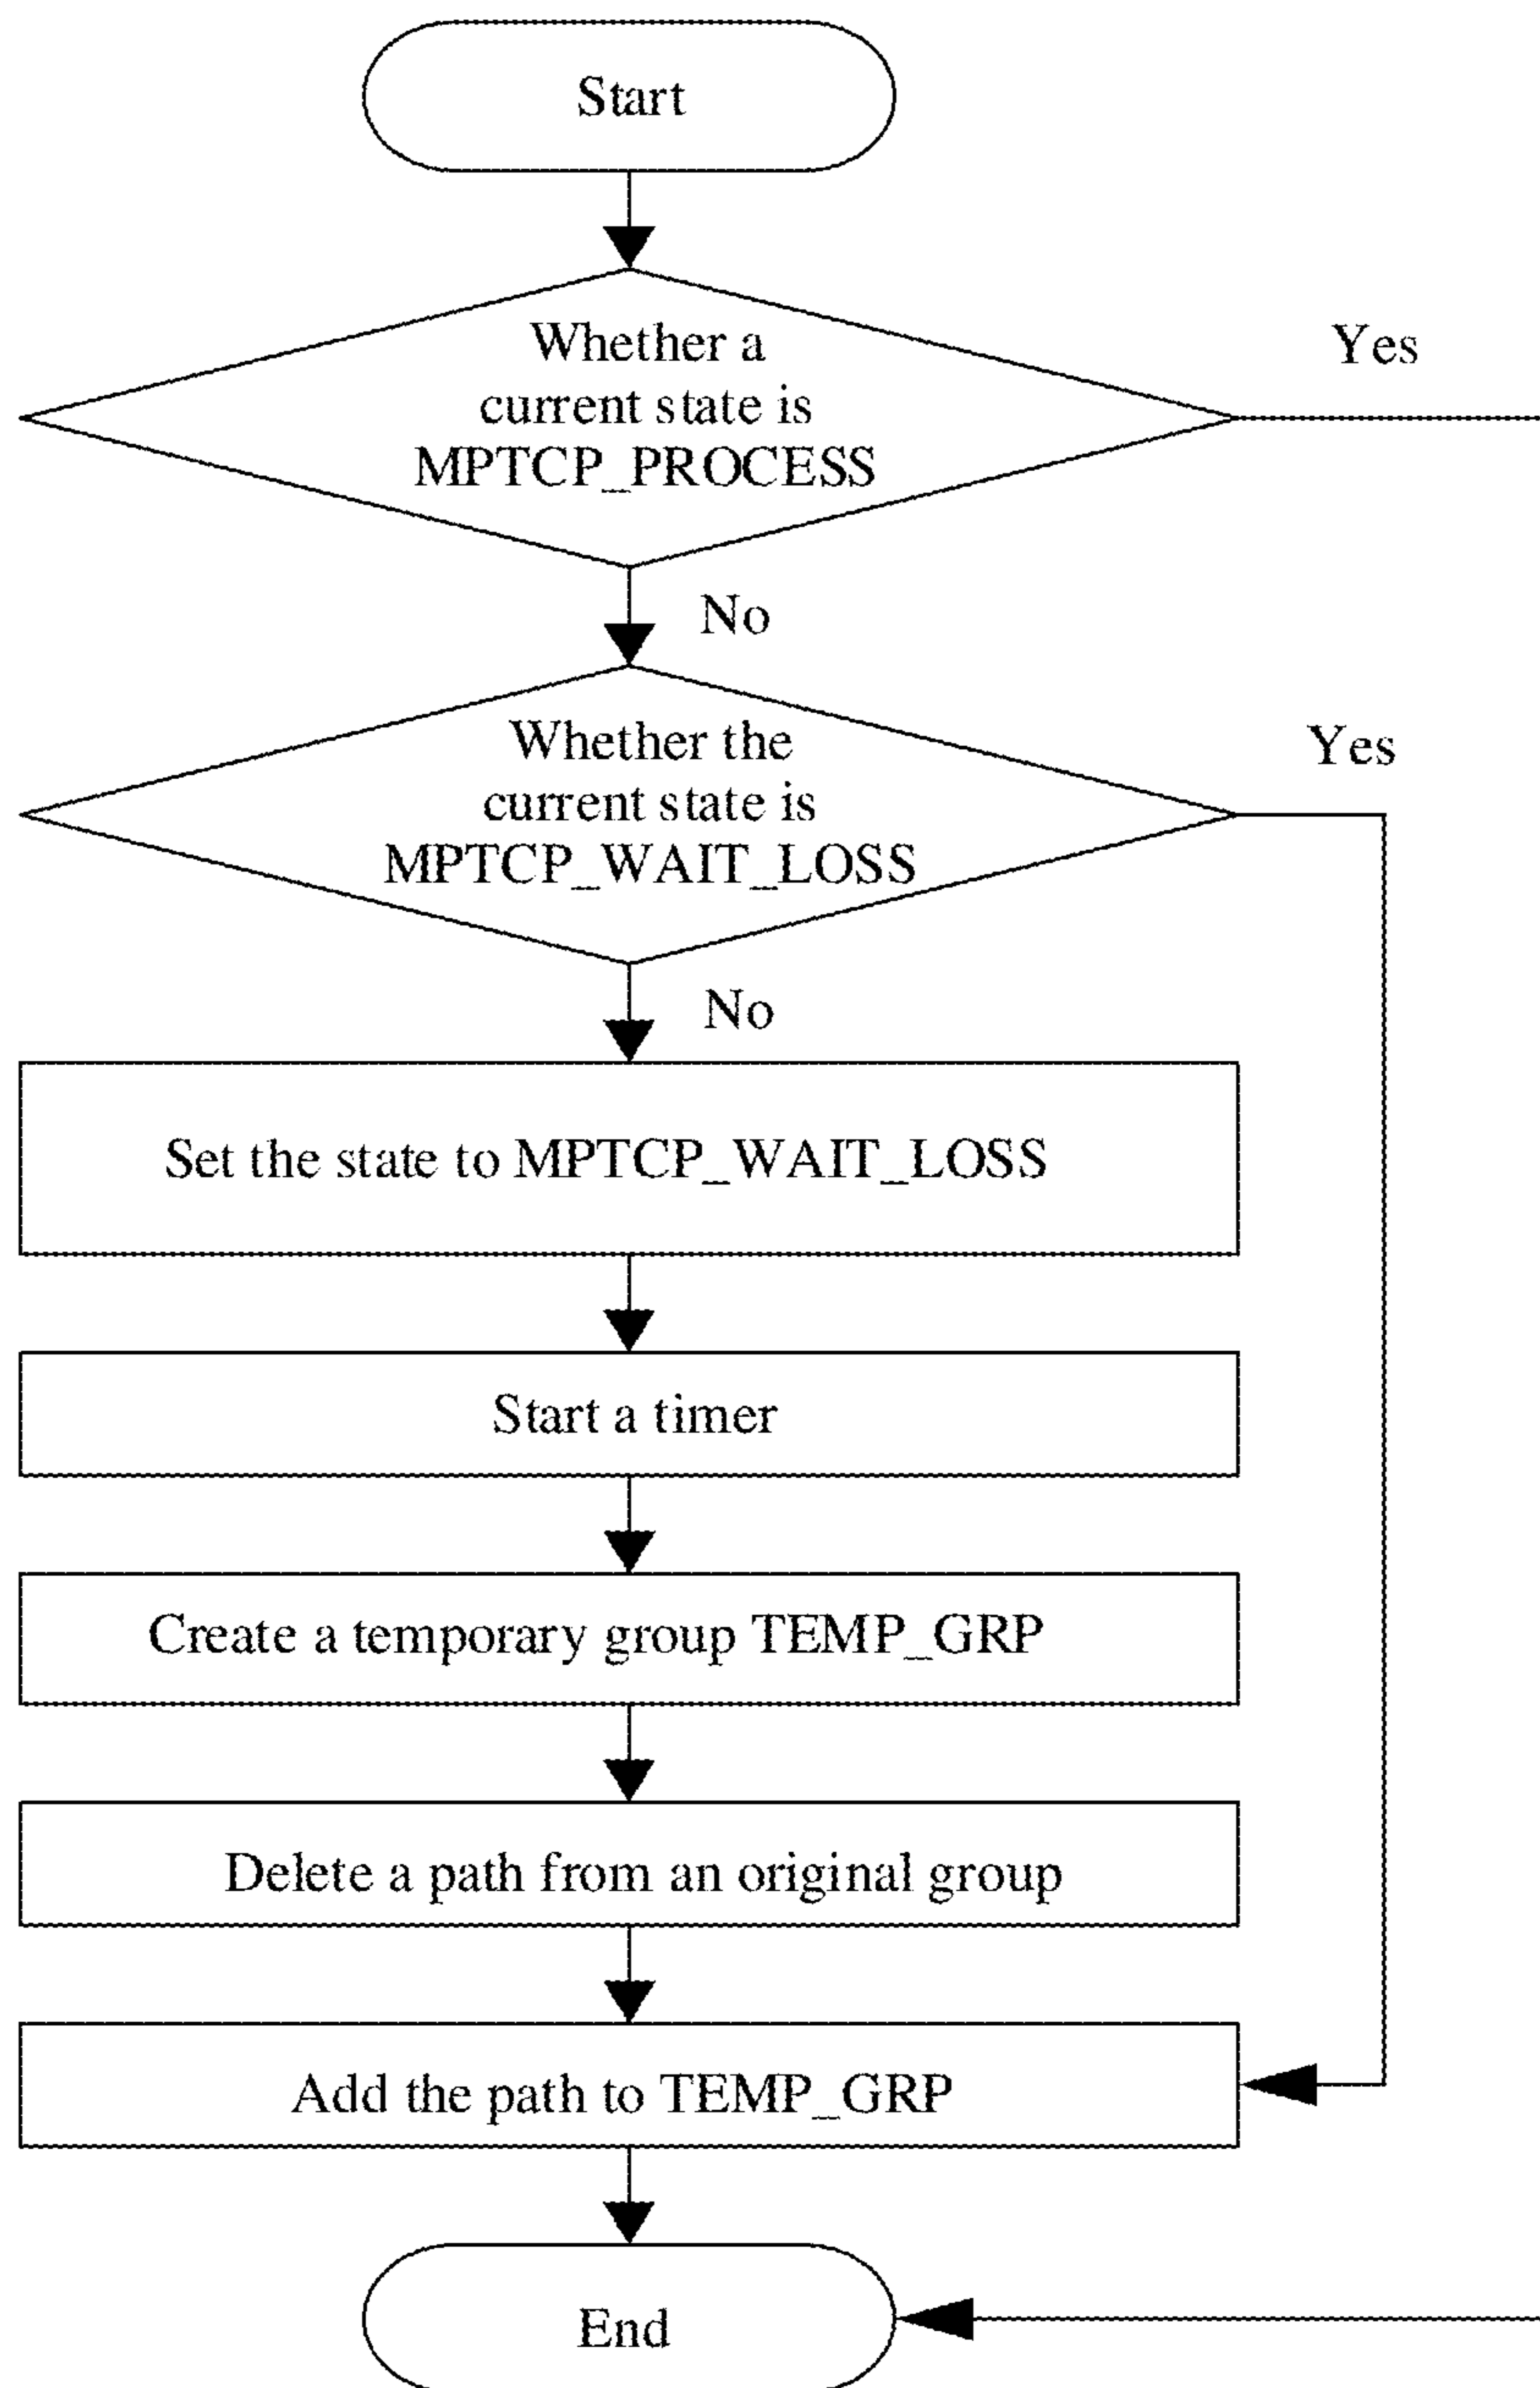 Start
Whether a
current state is
MPTCP_PROCESS
Yes
No
Whether the
current state is
MPTCP_WAIT_LOSS
Yes
No
Set the state to MPTCP_WAIT_LOSS
Start a timer
Create a temporary group TEMP_GRP
Delete a path from an original group
Add the path to TEMP_GRP
End